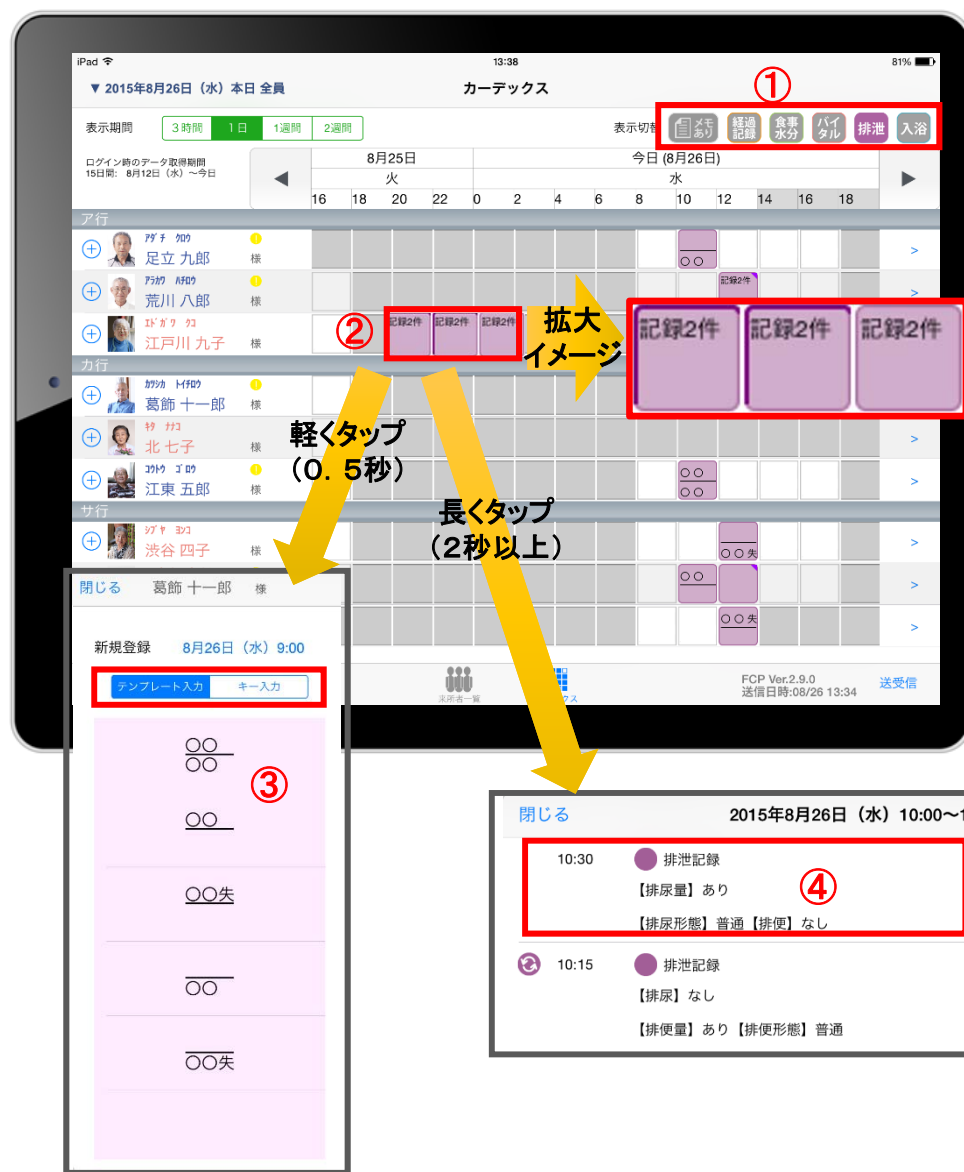 iPad 13:38 81%
▼ 2015年8月26日（水）本日 全員 カーデックス
①
表示期間 3時間 1日 1週間 2週間 表示切替 メモあり 経過記録 食事水分 バイタル 排泄 入浴
ログイン時のデータ取得期間
15日間: 8月12日（水）～今日
◀ 8月25日 今日 (8月26日) ▶
火 水
16 18 20 22 0 2 4 6 8 10 12 14 16 18
ア行
アダチ クロウ
足立 九郎 様 ○○ >
アラカワ ハチロウ
荒川 八郎 様 記録2件 >
エドガワ クコ
江戸川 九子 様 ② 記録2件 記録2件 記録2件
拡大
イメージ
記録2件 記録2件 記録2件
カ行
カツシカ トイチロウ
葛飾 十一郎 様
キタ ナナコ
北 七子 様 >
コウトウ ゴロウ
江東 五郎 様 ○○ >
○○
サ行
シブヤ ヨンコ
渋谷 四子 様 ○○失 >
○○ >
○○失 >
軽くタップ
（０．５秒）
長くタップ
（２秒以上）
来所者一覧
FCP Ver.2.9.0
送信日時:08/26 13:34
送受信
閉じる 葛飾 十一郎 様
新規登録 8月26日（水）9:00
テンプレート入力 キー入力
③
○○
○○
○○
○○失
○○
○○失
閉じる 2015年8月26日（水）10:00～1
10:30 排泄記録
【排尿量】あり
④
【排尿形態】普通【排便】なし
10:15 排泄記録
【排尿】なし
【排便量】あり【排便形態】普通